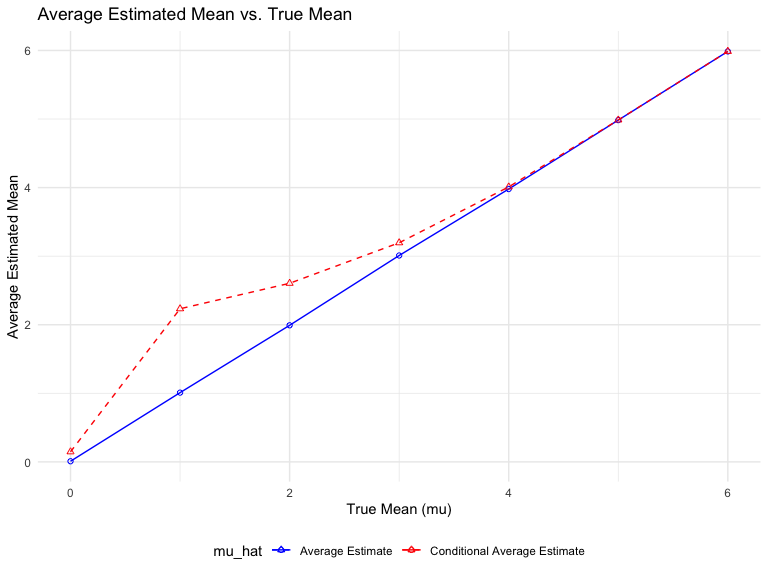 Average Estimated Mean vs. True Mean
Average Estimated Mean
6
4
2
0
0 2 4 6
True Mean (mu)
mu_hat Average Estimate Conditional Average Estimate